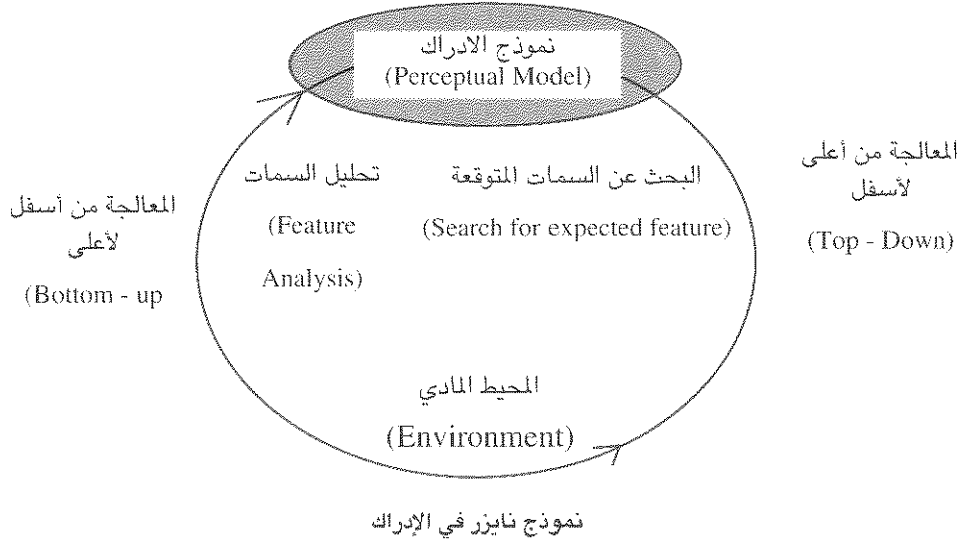 نموذج الادراك
(Perceptual Model)
المعالجة من أعلى
لأسفل
(Top - Down)
البحث عن السمات المتوقعة
(Search for expected feature)
تحليل السمات
(Feature
Analysis)
المعالجة من أسفل
لأعلى
(Bottom - up
المحيط المادي
(Environment)
نموذج نايزر في الإدراك